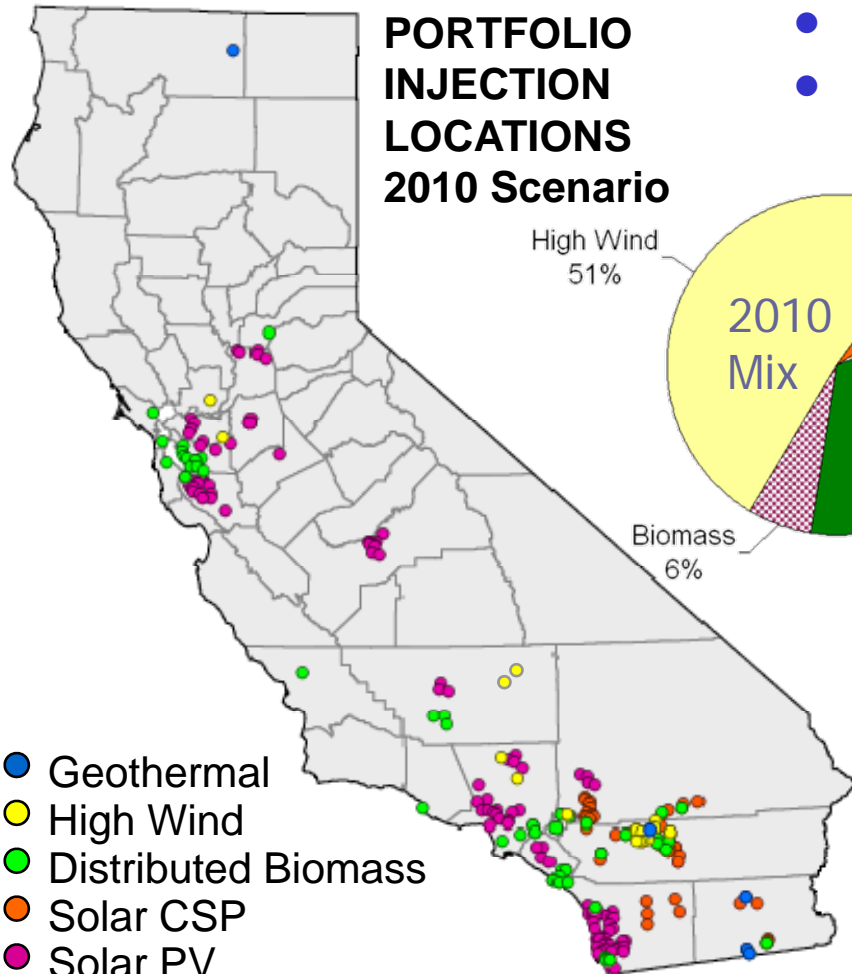 PORTFOLIO
INJECTION
LOCATIONS
2010 Scenario
High Wind
51%
2010
Mix
Biomass
6%
Geothermal
High Wind
Distributed Biomass
Solar CSP
Solar PV